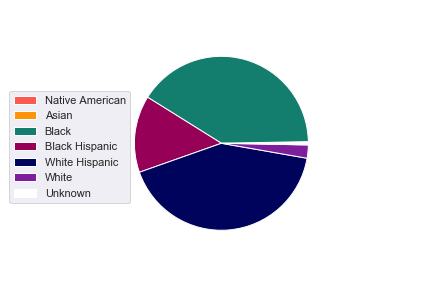 Native American
Asian
Black
Black Hispanic
White Hispanic
White
Unknown